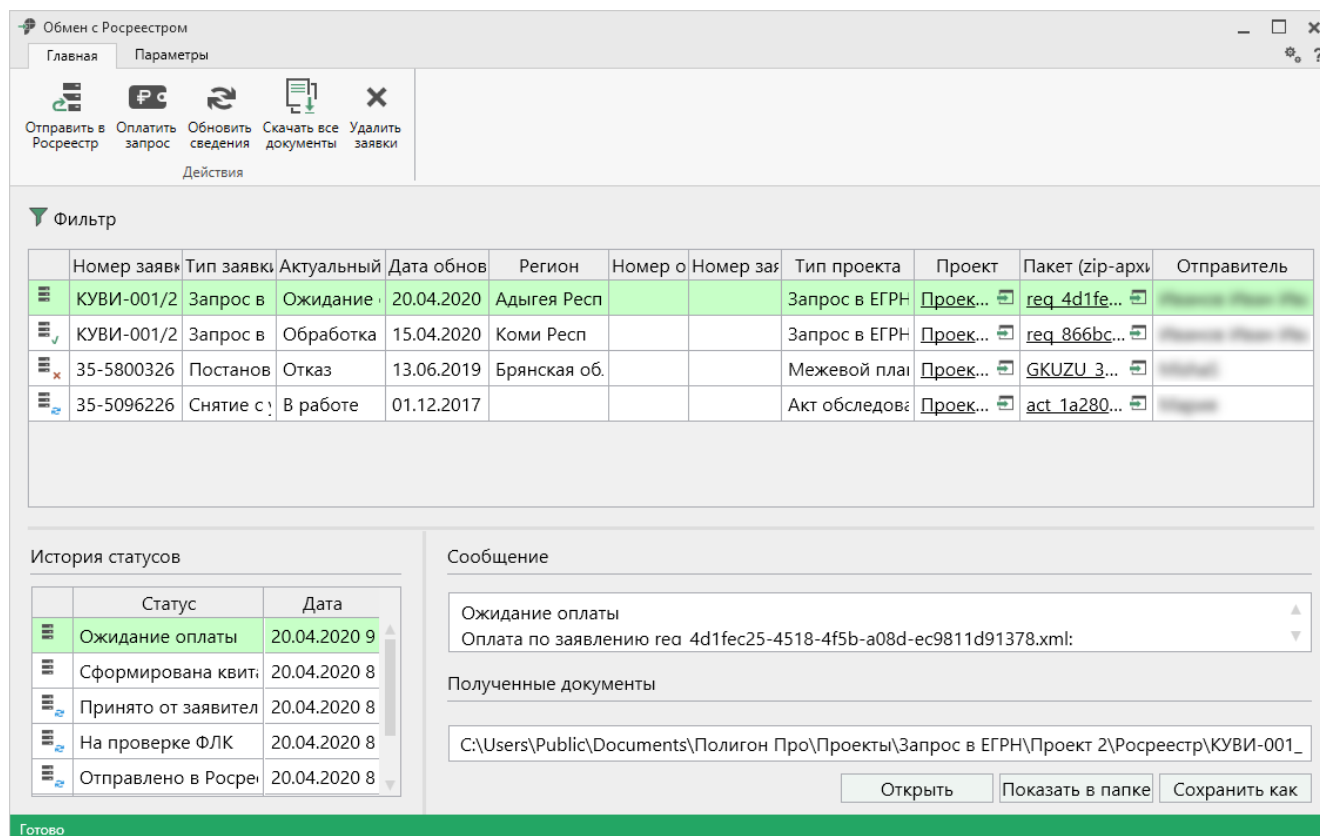 Обмен с Росреестром
Главная Параметры
Отправить в Росреестр
Оплатить запрос
Обновить сведения
Скачать все документы
Удалить заявки
Действия
Фильтр
Номер заявк Тип заявки Актуальный Дата обнов Регион Номер о Номер зая Тип проекта Проект Пакет (zip-архи Отправитель
КУВИ-001/2 Запрос в Ожидание 20.04.2020 Адыгея Респ Запрос в ЕГРН Проек... req_4d1fe...
КУВИ-001/2 Запрос в Обработка 15.04.2020 Коми Респ Запрос в ЕГРН Проек... req_866bc...
35-5800326 Постанов Отказ 13.06.2019 Брянская об. Межевой пла Проек... GKUZU_3...
35-5096226 Снятие с у В работе 01.12.2017 Акт обследова Проек... act_1a280...
История статусов
Статус Дата
Ожидание оплаты 20.04.2020 9
Сформирована квита 20.04.2020 8
Принято от заявител 20.04.2020 8
На проверке ФЛК 20.04.2020 8
Отправлено в Росрее 20.04.2020 8
Сообщение
Ожидание оплаты
Оплата по заявлению req_4d1fec25-4518-4f5b-a08d-ec9811d91378.xml:
Полученные документы
C:\Users\Public\Documents\Полигон Про\Проекты\Запрос в ЕГРН\Проект 2\Росреестр\КУВИ-001_
Открыть Показать в папке Сохранить как
Готово